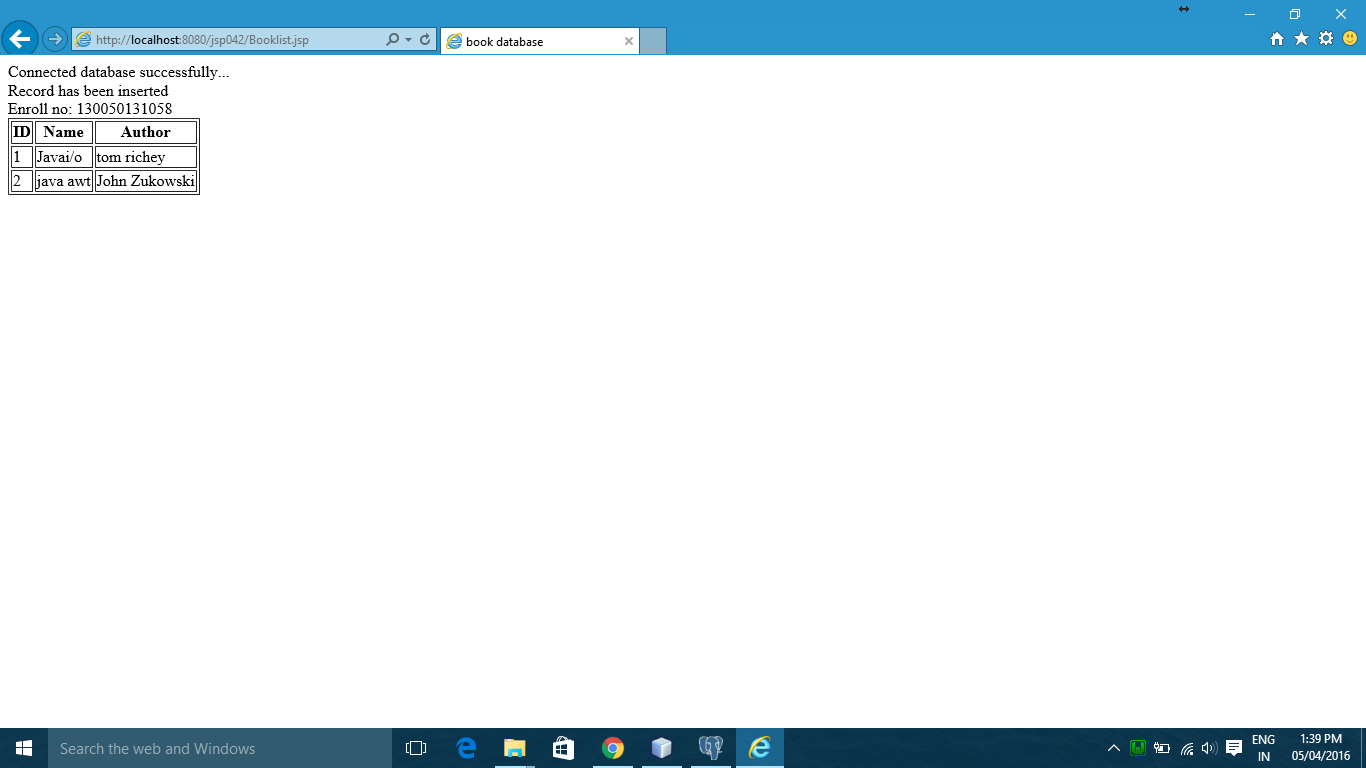 http://localhost:8080/jsp042/Booklist.jsp
book database
Connected database successfully...
Record has been inserted
Enroll no: 130050131058
ID Name Author
1 Javai/o tom richey
2 java awt John Zukowski
Search the web and Windows
ENG
IN
1:39 PM
05/04/2016